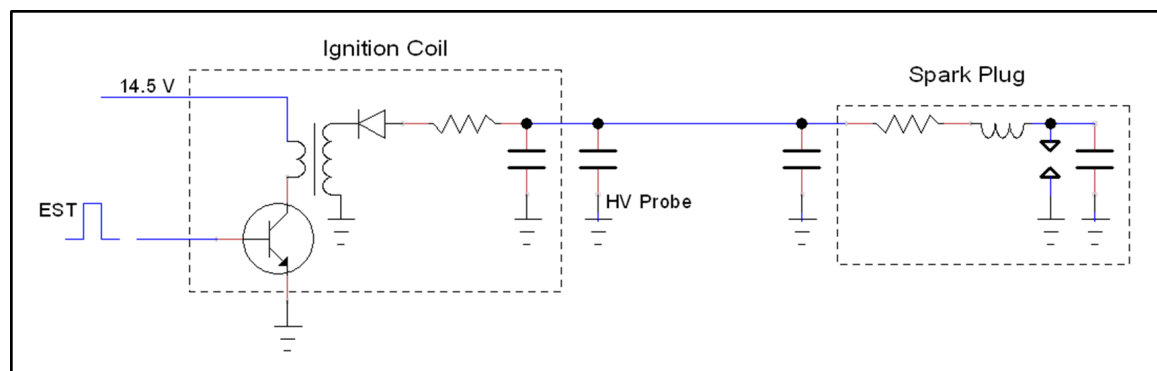 Ignition Coil
Spark Plug
14.5 V
HV Probe
EST